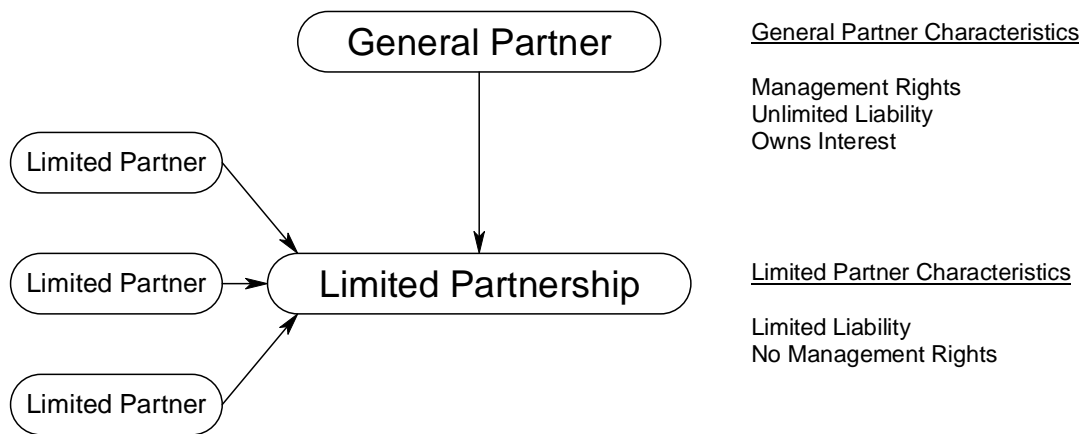 General Partner
General Partner Characteristics
Management Rights
Unlimited Liability
Owns Interest
Limited Partner
Limited Partner
Limited Partnership
Limited Partner Characteristics
Limited Liability
No Management Rights
Limited Partner